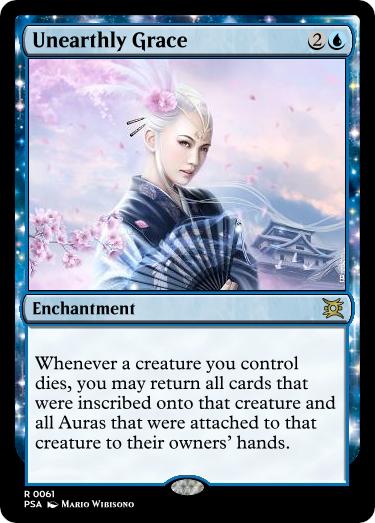 Unearthly Grace 2
Enchantment
Whenever a creature you control
dies, you may return all cards that
were inscribed onto that creature and
all Auras that were attached to that
creature to their owners' hands.
R 0061
PSA Mario Wibisono